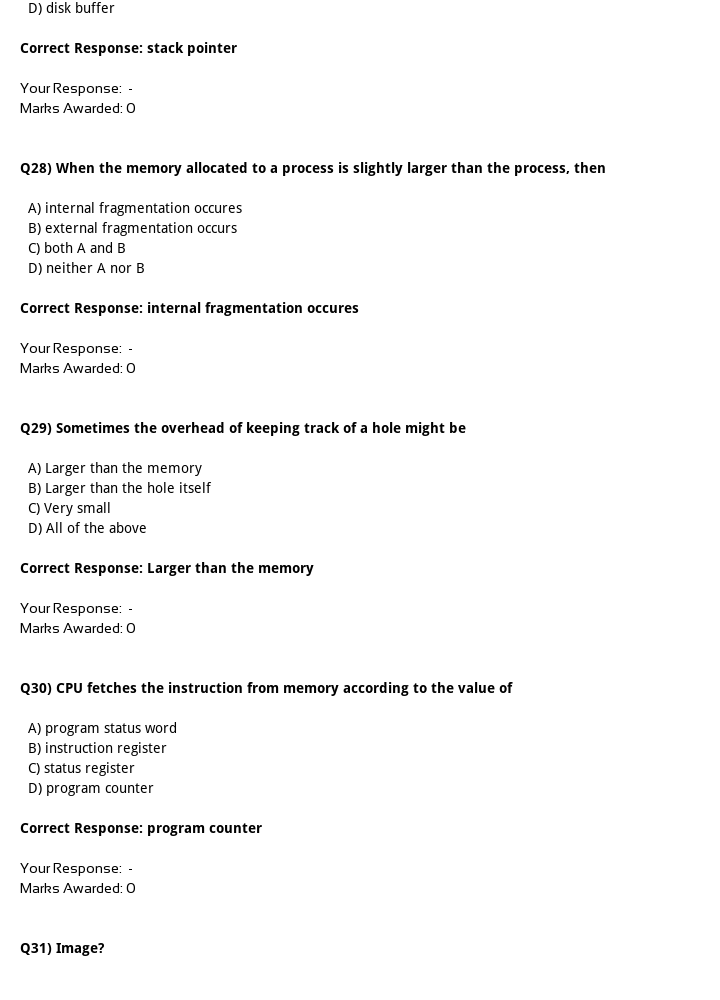 D) disk buffer
Correct Response: stack pointer
Your Response: -
Marks Awarded: 0
Q28) When the memory allocated to a process is slightly larger than the process, then
A) internal fragmentation occures
B) external fragmentation occurs
C) both A and B
D) neither A nor B
Correct Response: internal fragmentation occures
Your Response: -
Marks Awarded: 0
Q29) Sometimes the overhead of keeping track of a hole might be
A) Larger than the memory
B) Larger than the hole itself
C) Very small
D) All of the above
Correct Response: Larger than the memory
Your Response: -
Marks Awarded: 0
Q30) CPU fetches the instruction from memory according to the value of
A) program status word
B) instruction register
C) status register
D) program counter
Correct Response: program counter
Your Response: -
Marks Awarded: 0
Q31) Image?